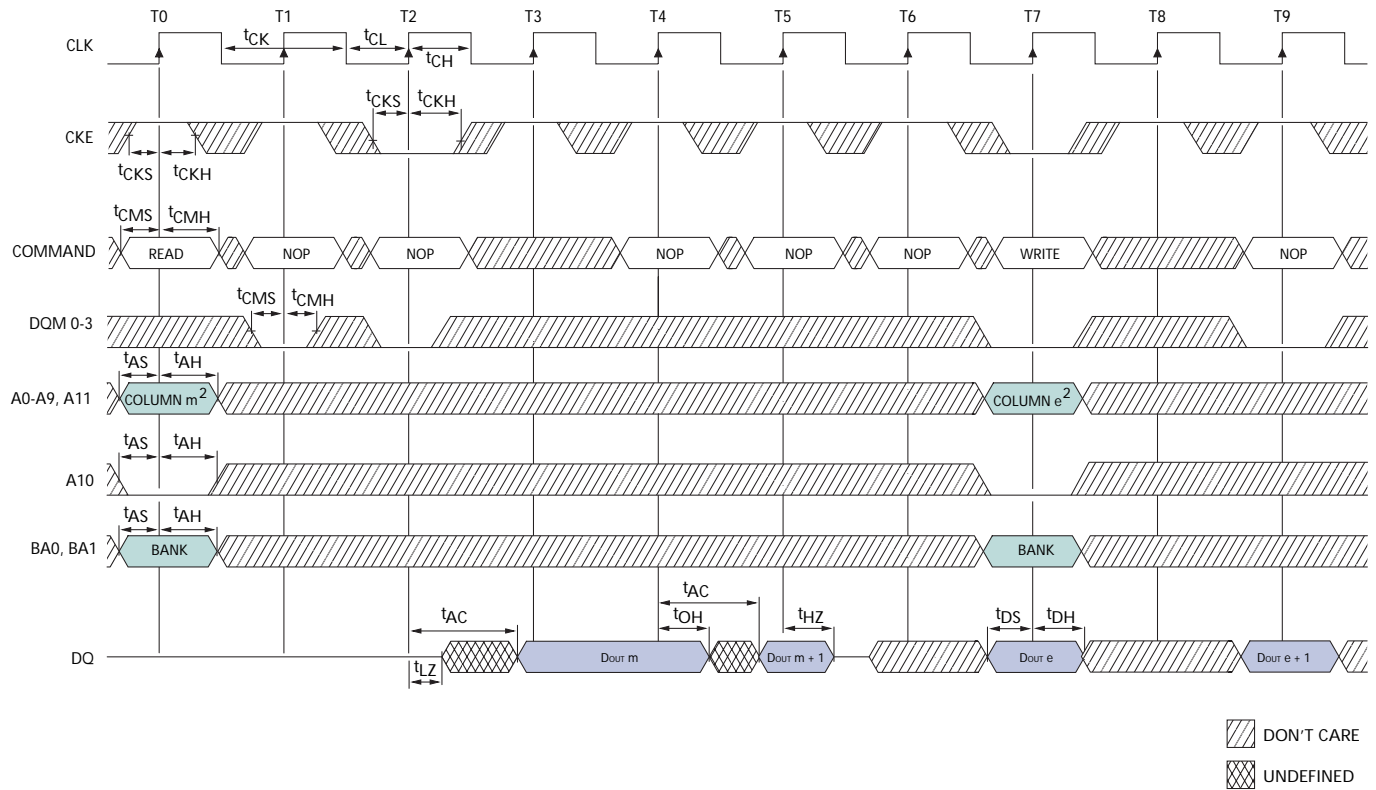 T0 T1 T2 T3 T4 T5 T6 T7 T8 T9
CLK
tCK tCL
tCH
tCKS tCKH
CKE
tCKS tCKH
tCMS tCMH
COMMAND READ NOP NOP NOP NOP NOP WRITE NOP
tCMS tCMH
DQM 0-3
tAS tAH
A0-A9, A11 COLUMN m2 COLUMN e2
tAS tAH
A10
tAS tAH
BA0, BA1 BANK BANK
tAC
tAC tOH tHZ tDS tDH
DQ DOUT m DOUT m + 1 DOUT e DOUT e + 1
tLZ
DON'T CARE
UNDEFINED